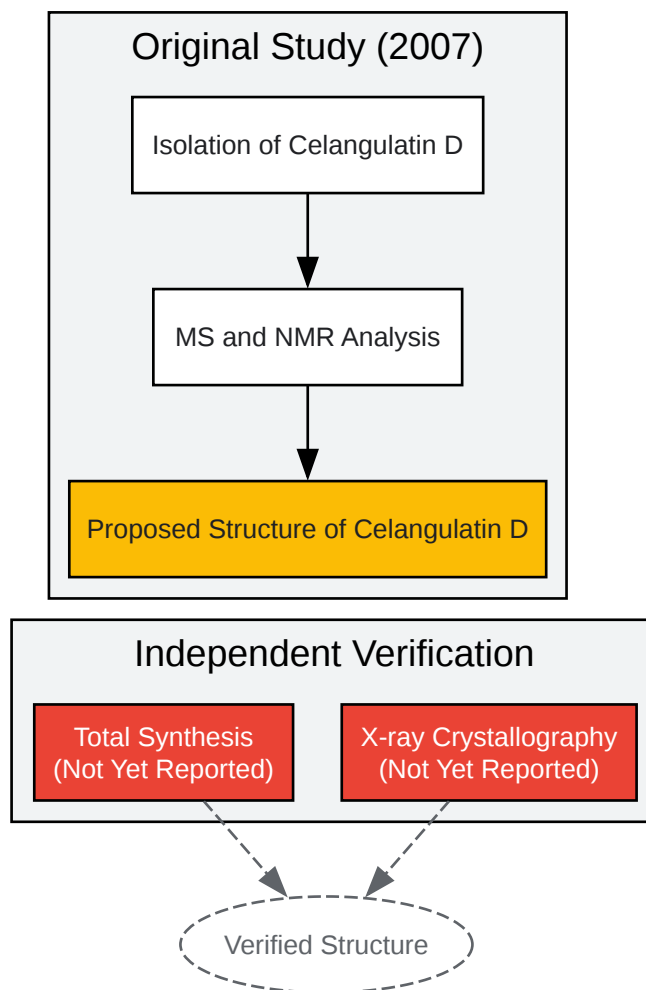 Original Study (2007)
Isolation of Celangulatin D
MS and NMR Analysis
Proposed Structure of Celangulatin D
Independent Verification
Total Synthesis
(Not Yet Reported)
X-ray Crystallography
(Not Yet Reported)
Verified Structure